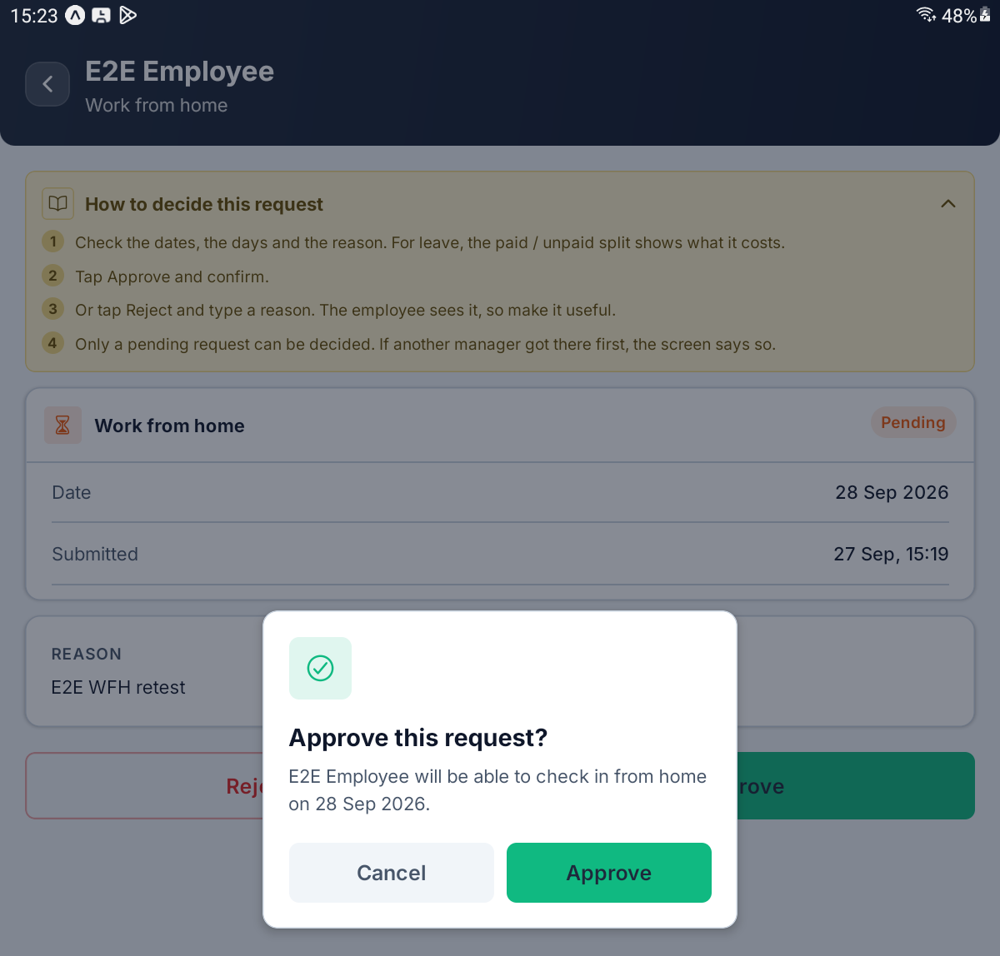 15:23
48%
E2E Employee
Work from home
How to decide this request
1 Check the dates, the days and the reason. For leave, the paid / unpaid split shows what it costs.
2 Tap Approve and confirm.
3 Or tap Reject and type a reason. The employee sees it, so make it useful.
4 Only a pending request can be decided. If another manager got there first, the screen says so.
Work from home
Pending
Date 28 Sep 2026
Submitted 27 Sep, 15:19
REASON
E2E WFH retest
Approve this request?
E2E Employee will be able to check in from home
on 28 Sep 2026.
Cancel Approve